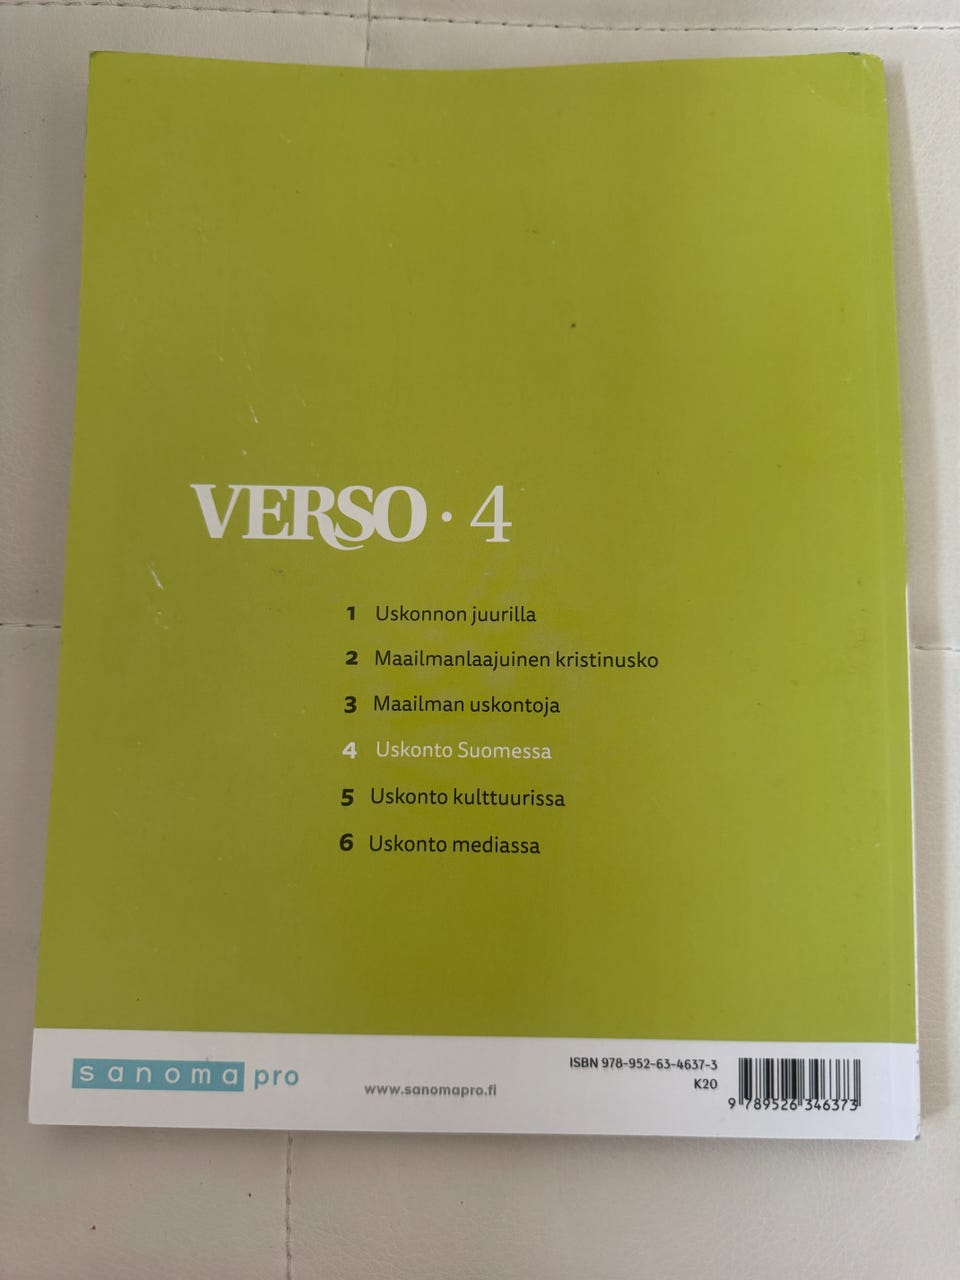 VERSO • 4
1 Uskonnon juurilla
2 Maailmanlaajuinen kristinusko
3 Maailman uskontoja
4 Uskonto Suomessa
5 Uskonto kulttuurissa
6 Uskonto mediassa
sanoma pro
www.sanomapro.fi
ISBN 978-952-63-4637-3
K20
9 789526 346373